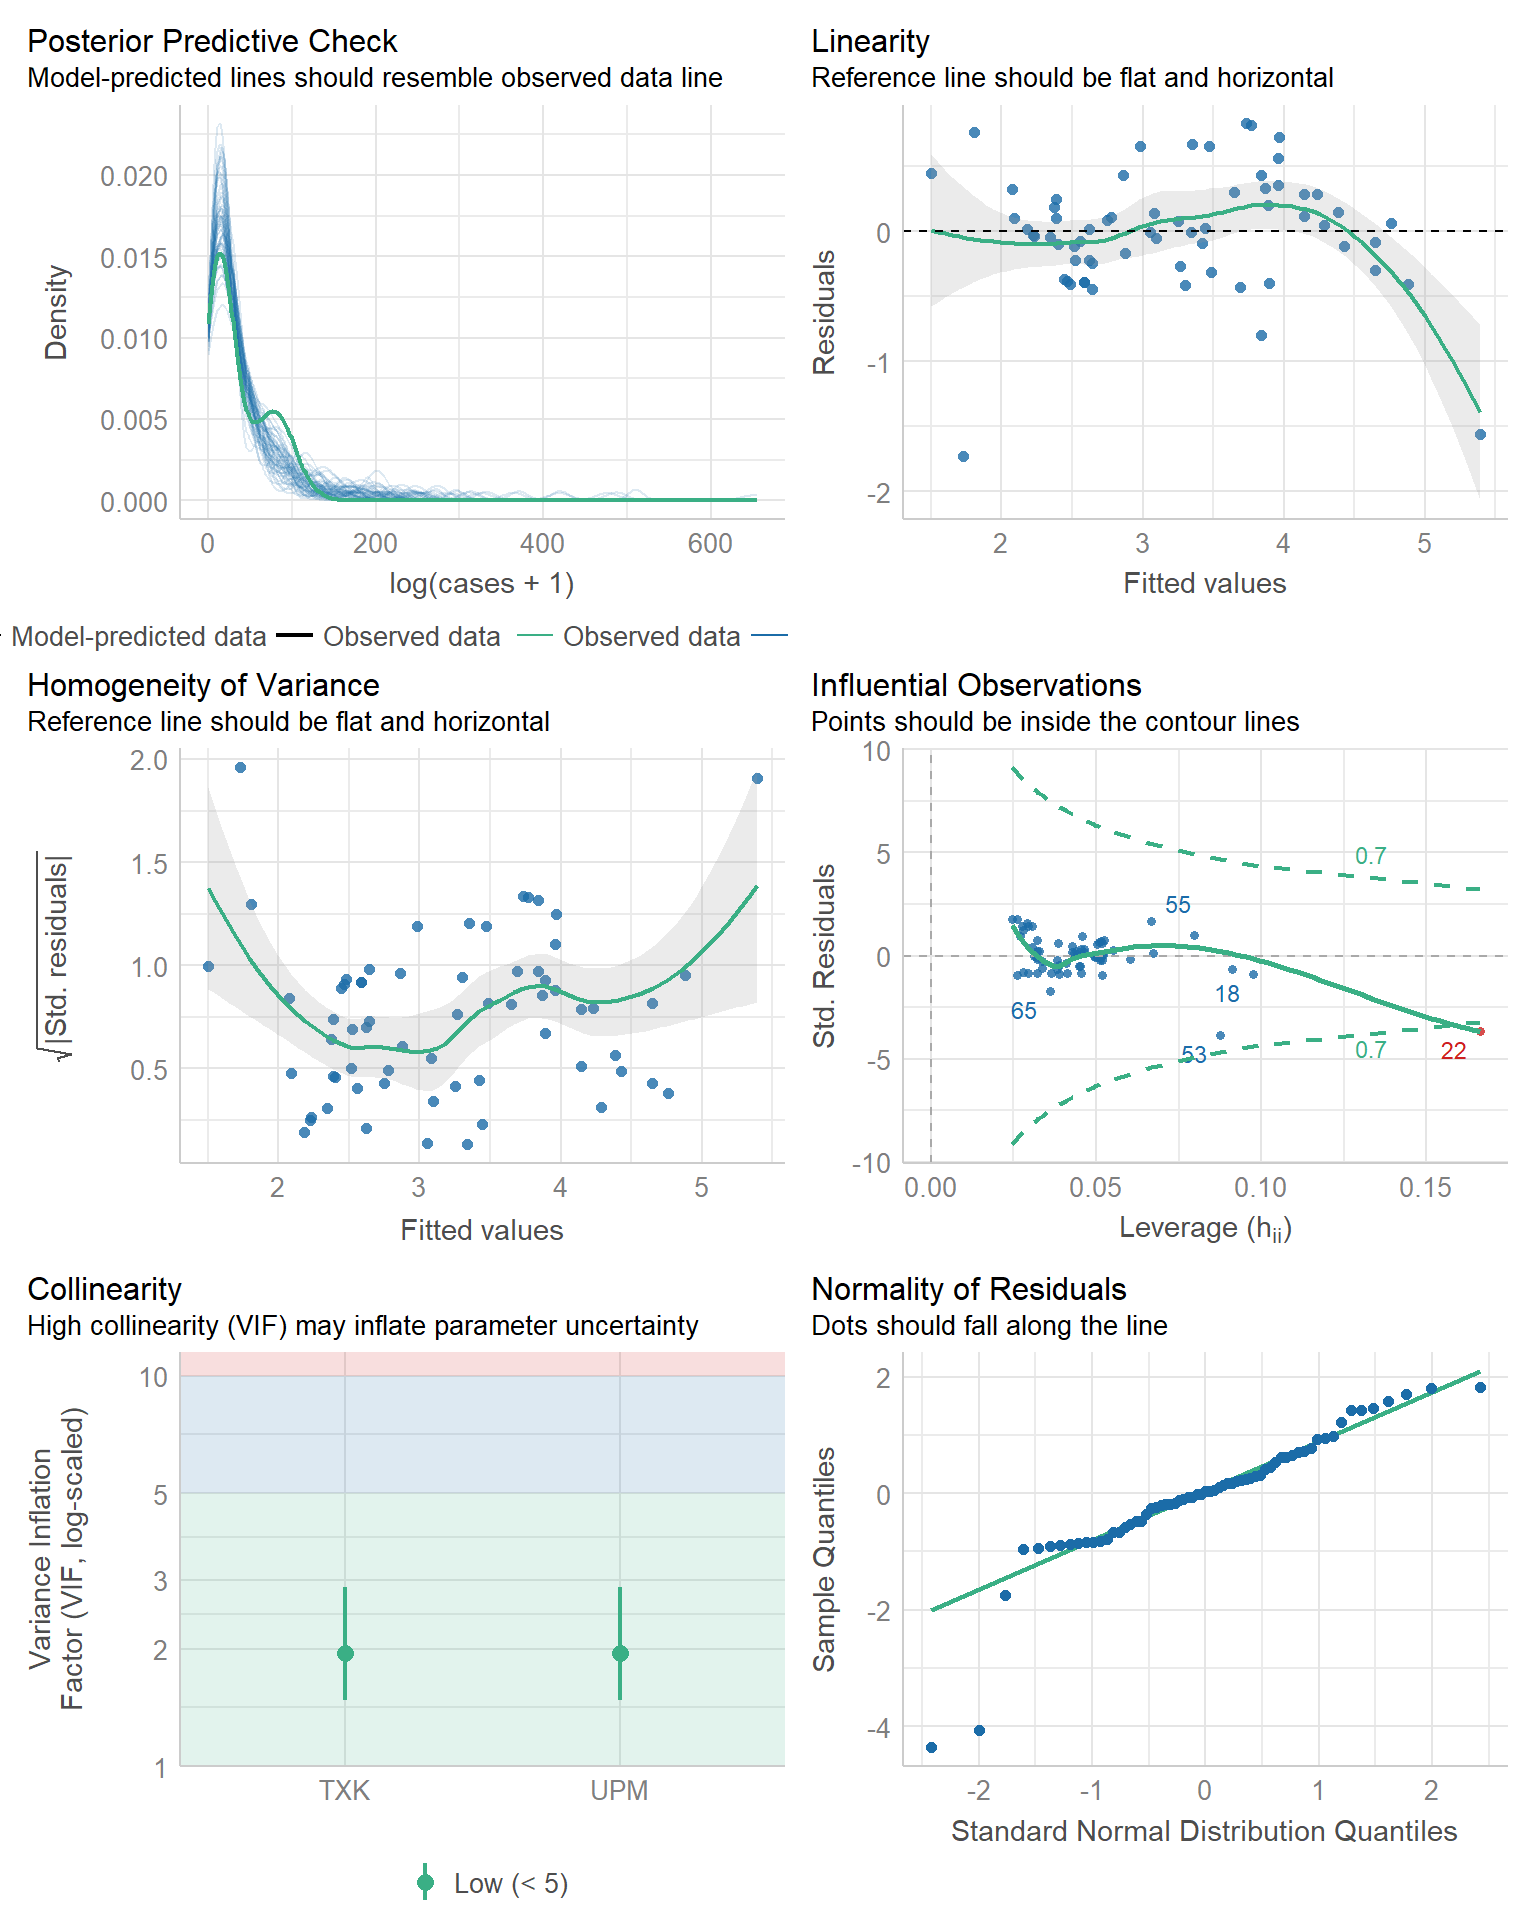 Posterior Predictive Check
Model-predicted lines should resemble observed data line
Density
0.020
0.015
0.010
0.005
0.000
0
200
400
600
log(cases + 1)
Model-predicted data
Observed data
Observed data
Linearity
Reference line should be flat and horizontal
Residuals
0
-1
-2
2
3
4
5
Fitted values
Homogeneity of Variance
Reference line should be flat and horizontal
√|Std. residuals|
2.0
1.5
1.0
0.5
2
3
4
5
Fitted values
Influential Observations
Points should be inside the contour lines
Std. Residuals
10
5
0
-5
-10
0.7
55
18
65
53
0.7
22
0.00
0.05
0.10
0.15
Leverage (hᵢᵢ)
Collinearity
High collinearity (VIF) may inflate parameter uncertainty
Variance Inflation
Factor (VIF, log-scaled)
10
5
3
2
1
TXK
UPM
Low (< 5)
Normality of Residuals
Dots should fall along the line
Sample Quantiles
2
0
-2
-4
-2
-1
0
1
2
Standard Normal Distribution Quantiles